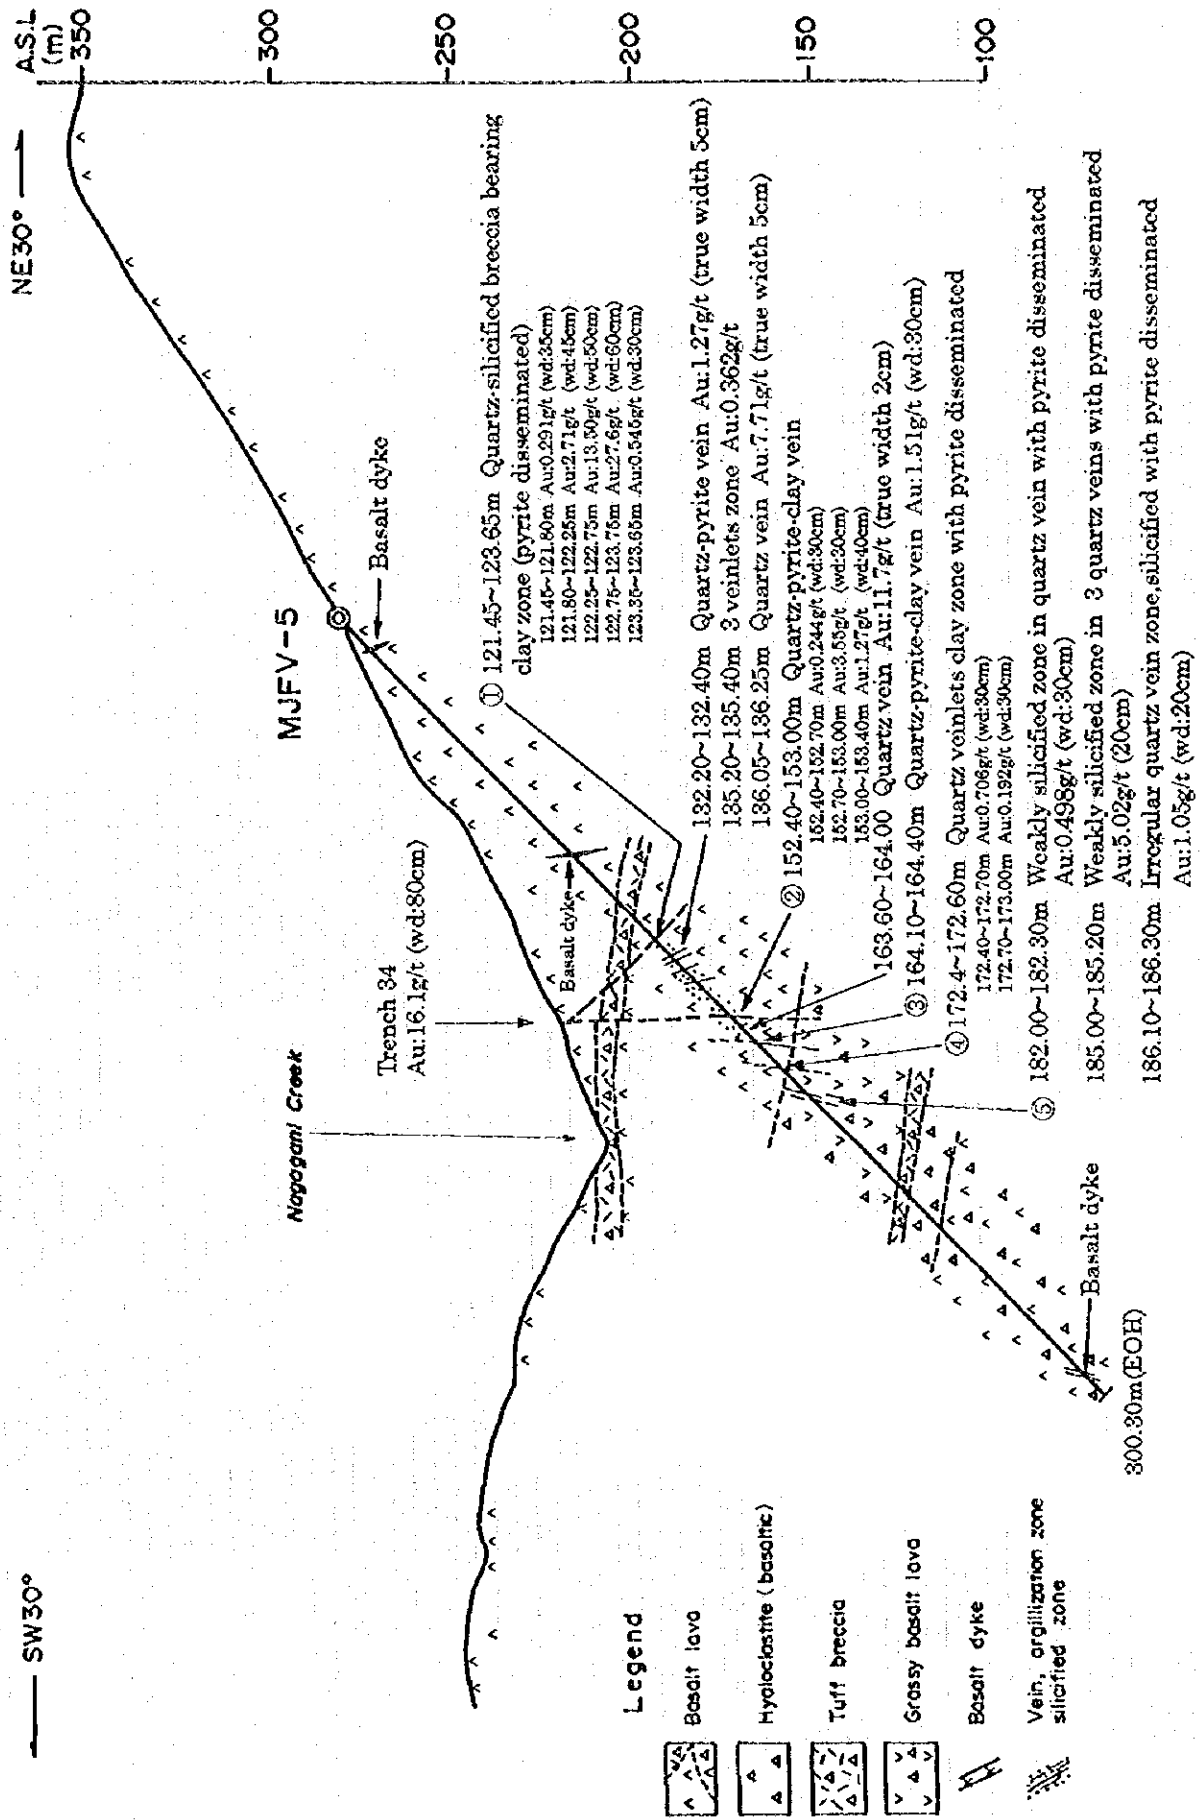 SW30°
NE30°
A.S.L
(m)
350
300
250
200
150
100
MJFV-5
Basalt dyke
Trench 34
Au:16.1g/t (wd:80cm)
Nagagani Creek
Basalt dyke
① 121.45~123.65m Quartz-silicified breccia bearing
clay zone (pyrite disseminated)
121.45~121.80m Au:0.291g/t (wd:35cm)
121.80~122.25m Au:2.71g/t (wd:45cm)
122.25~122.75m Au:13.50g/t (wd:50cm)
122.75~123.75m Au:27.6g/t (wd:60cm)
123.35~123.65m Au:0.545g/t (wd:30cm)
132.20~132.40m Quartz-pyrite vein Au:1.27g/t (true width 5cm)
135.20~135.40m 3 veinlets zone Au:0.362g/t
136.05~136.25m Quartz vein Au:7.71g/t (true width 5cm)
② 152.40~153.00m Quartz-pyrite-clay vein
152.40~152.70m Au:0.244g/t (wd:30cm)
152.70~153.00m Au:3.55g/t (wd:30cm)
153.00~153.40m Au:1.27g/t (wd:40cm)
163.60~164.00 Quartz vein Au:11.7g/t (true width 2cm)
③ 164.10~164.40m Quartz-pyrite-clay vein Au:1.51g/t (wd:30cm)
④ 172.4~172.60m Quartz veinlets clay zone with pyrite disseminated
172.40~172.70m Au:0.706g/t (wd:30cm)
172.70~173.00m Au:0.192g/t (wd:30cm)
⑤ 182.00~182.30m Weakly silicified zone in quartz vein with pyrite disseminated
Au:0.498g/t (wd:30cm)
185.00~185.20m Weakly silicified zone in 3 quartz veins with pyrite disseminated
Au:5.02g/t (20cm)
186.10~186.30m Irregular quartz vein zone,silicified with pyrite disseminated
Au:1.05g/t (wd:20cm)
Basalt dyke
300.30m(EOH)
Legend
Basalt lava
Hyaloclastite (basaltic)
Tuff breccia
Grassy basalt lava
Basalt dyke
Vein, argillization zone
silicified zone